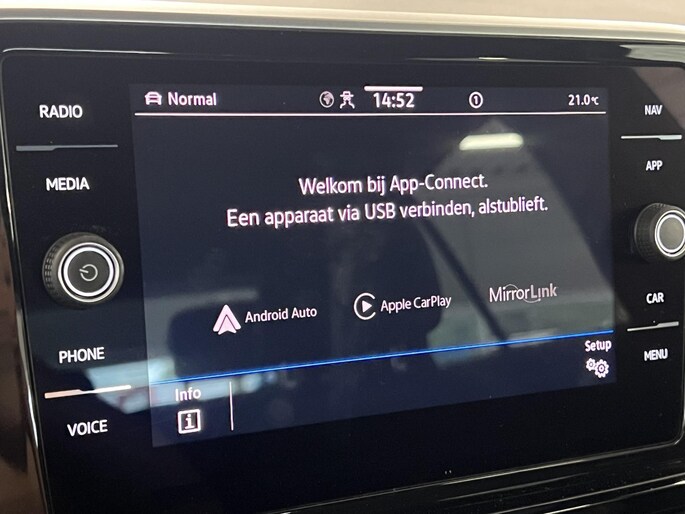 RADIO
MEDIA
PHONE
VOICE
Normal
14:52
1
21.0°C
Welkom bij App-Connect.
Een apparaat via USB verbinden, alstublieft.
Android Auto
Apple CarPlay
MirrorLink
Info
i
Setup
NAV
APP
CAR
MENU